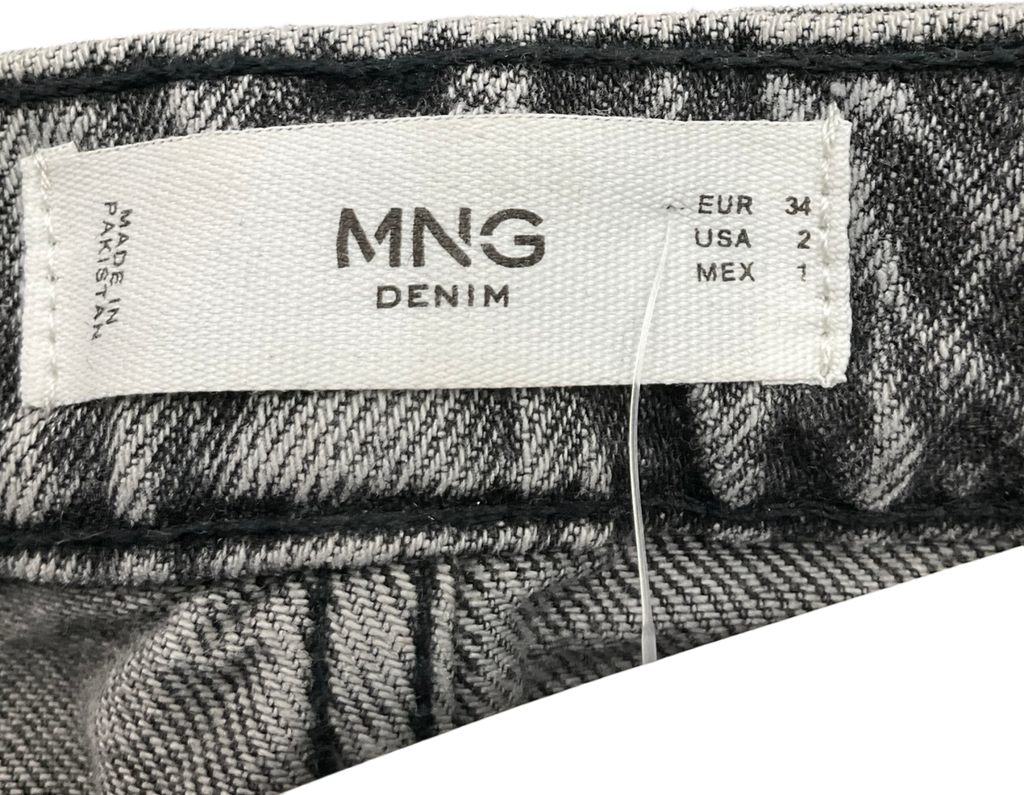 MADE IN
PAKISTAN
MNG
DENIM
EUR 34
USA 2
MEX 1